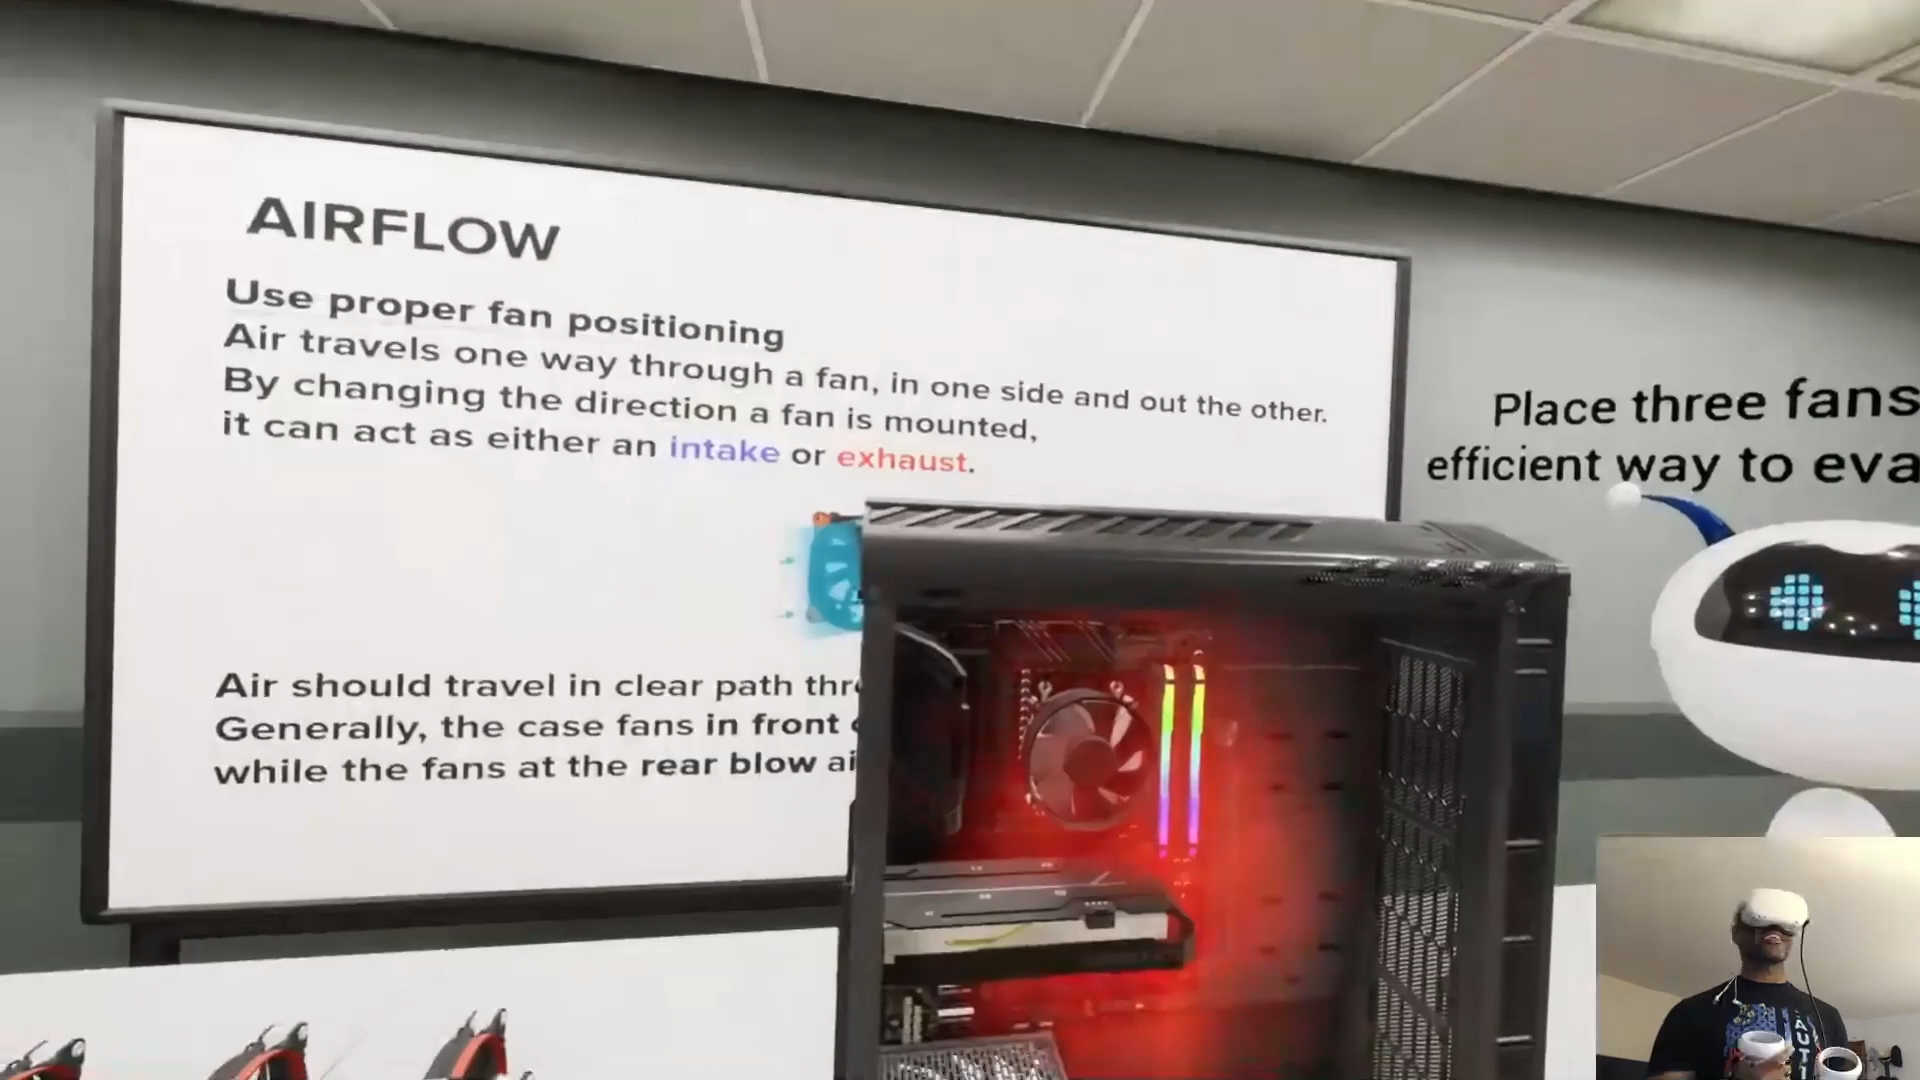 AIRFLOW
Use proper fan positioning
Air travels one way through a fan, in one side and out the other.
By changing the direction a fan is mounted,
it can act as either an intake or exhaust.
Place three fans
efficient way to
Air should travel in clear path
Generally, the case fans in front
while the fans at the rear blow